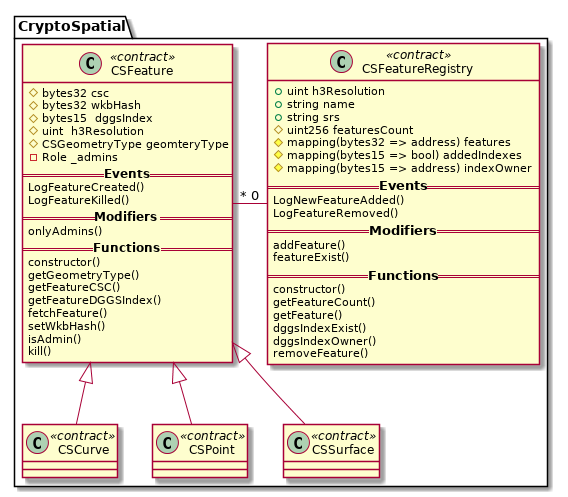 CryptoSpatial
C
«contract»
CSFeature
bytes32 csc
bytes32 wkbHash
bytes15 dggsIndex
uint h3Resolution
CSGeometryType geomteryType
Role _admins
Events
LogFeatureCreated()
LogFeatureKilled()
Modifiers
onlyAdmins()
Functions
constructor()
getGeometryType()
getFeatureCSC()
getFeatureDGGSIndex()
fetchFeature()
setWkbHash()
isAdmin()
kill()
* 0
C
«contract»
CSFeatureRegistry
uint h3Resolution
string name
string srs
uint256 featuresCount
mapping(bytes32 => address) features
mapping(bytes15 => bool) addedIndexes
mapping(bytes15 => address) indexOwner
Events
LogNewFeatureAdded()
LogFeatureRemoved()
Modifiers
addFeature()
featureExist()
Functions
constructor()
getFeatureCount()
getFeature()
dggsIndexExist()
dggsIndexOwner()
removeFeature()
C
«contract»
CSCurve
C
«contract»
CSPoint
C
«contract»
CSSurface